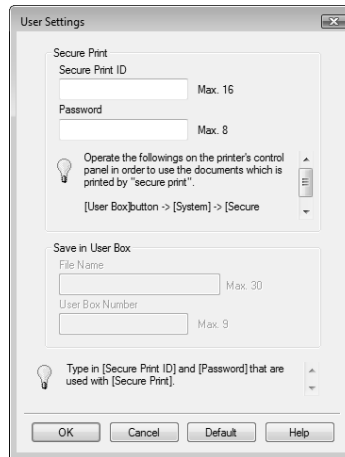 User Settings
Secure Print
Secure Print ID
Max. 16
Password
Max. 8
Operate the followings on the printer's control
panel in order to use the documents which is
printed by "secure print".
[User Box]button -> [System] -> [Secure
Save in User Box
File Name
Max. 30
User Box Number
Max. 9
Type in [Secure Print ID] and [Password] that are
used with [Secure Print].
OK
Cancel
Default
Help